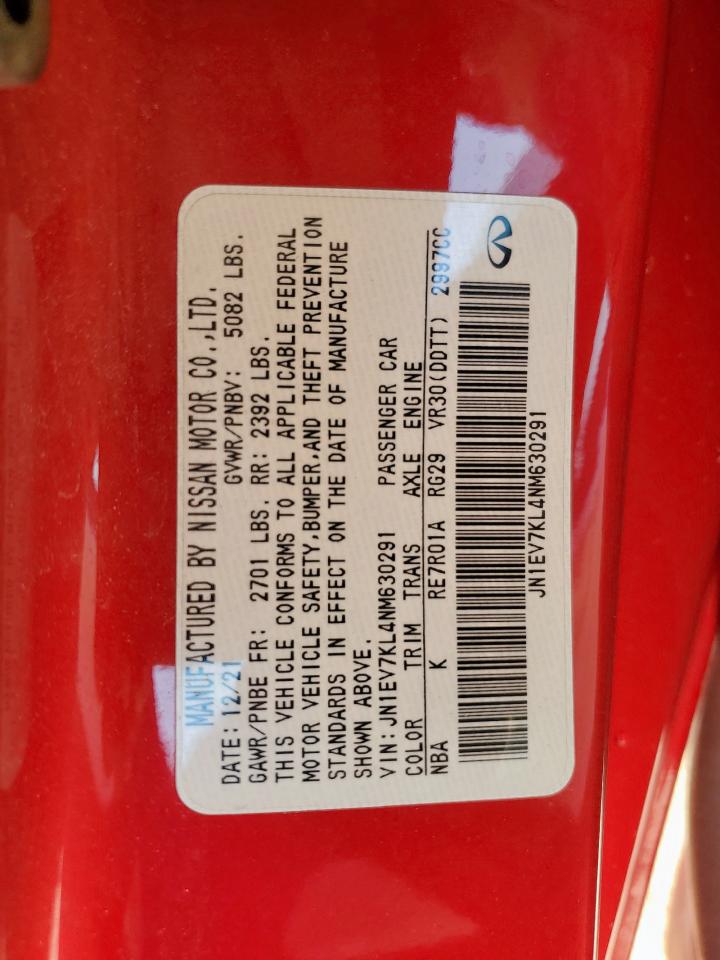 MANUFACTURED BY NISSAN MOTOR CO.,LTD.
DATE: 12/21 GVWR/PNBV: 5082 LBS.
GAWR/PNBE FR: 2701 LBS. RR: 2392 LBS.
THIS VEHICLE CONFORMS TO ALL APPLICABLE FEDERAL
MOTOR VEHICLE SAFETY,BUMPER,AND THEFT PREVENTION
STANDARDS IN EFFECT ON THE DATE OF MANUFACTURE
SHOWN ABOVE.
VIN: JN1EV7KL4NM630291 PASSENGER CAR
COLOR TRIM TRANS AXLE ENGINE
NBA K RE7R01A RG29 VR30(DDTT) 2997CC
JN1EV7KL4NM630291